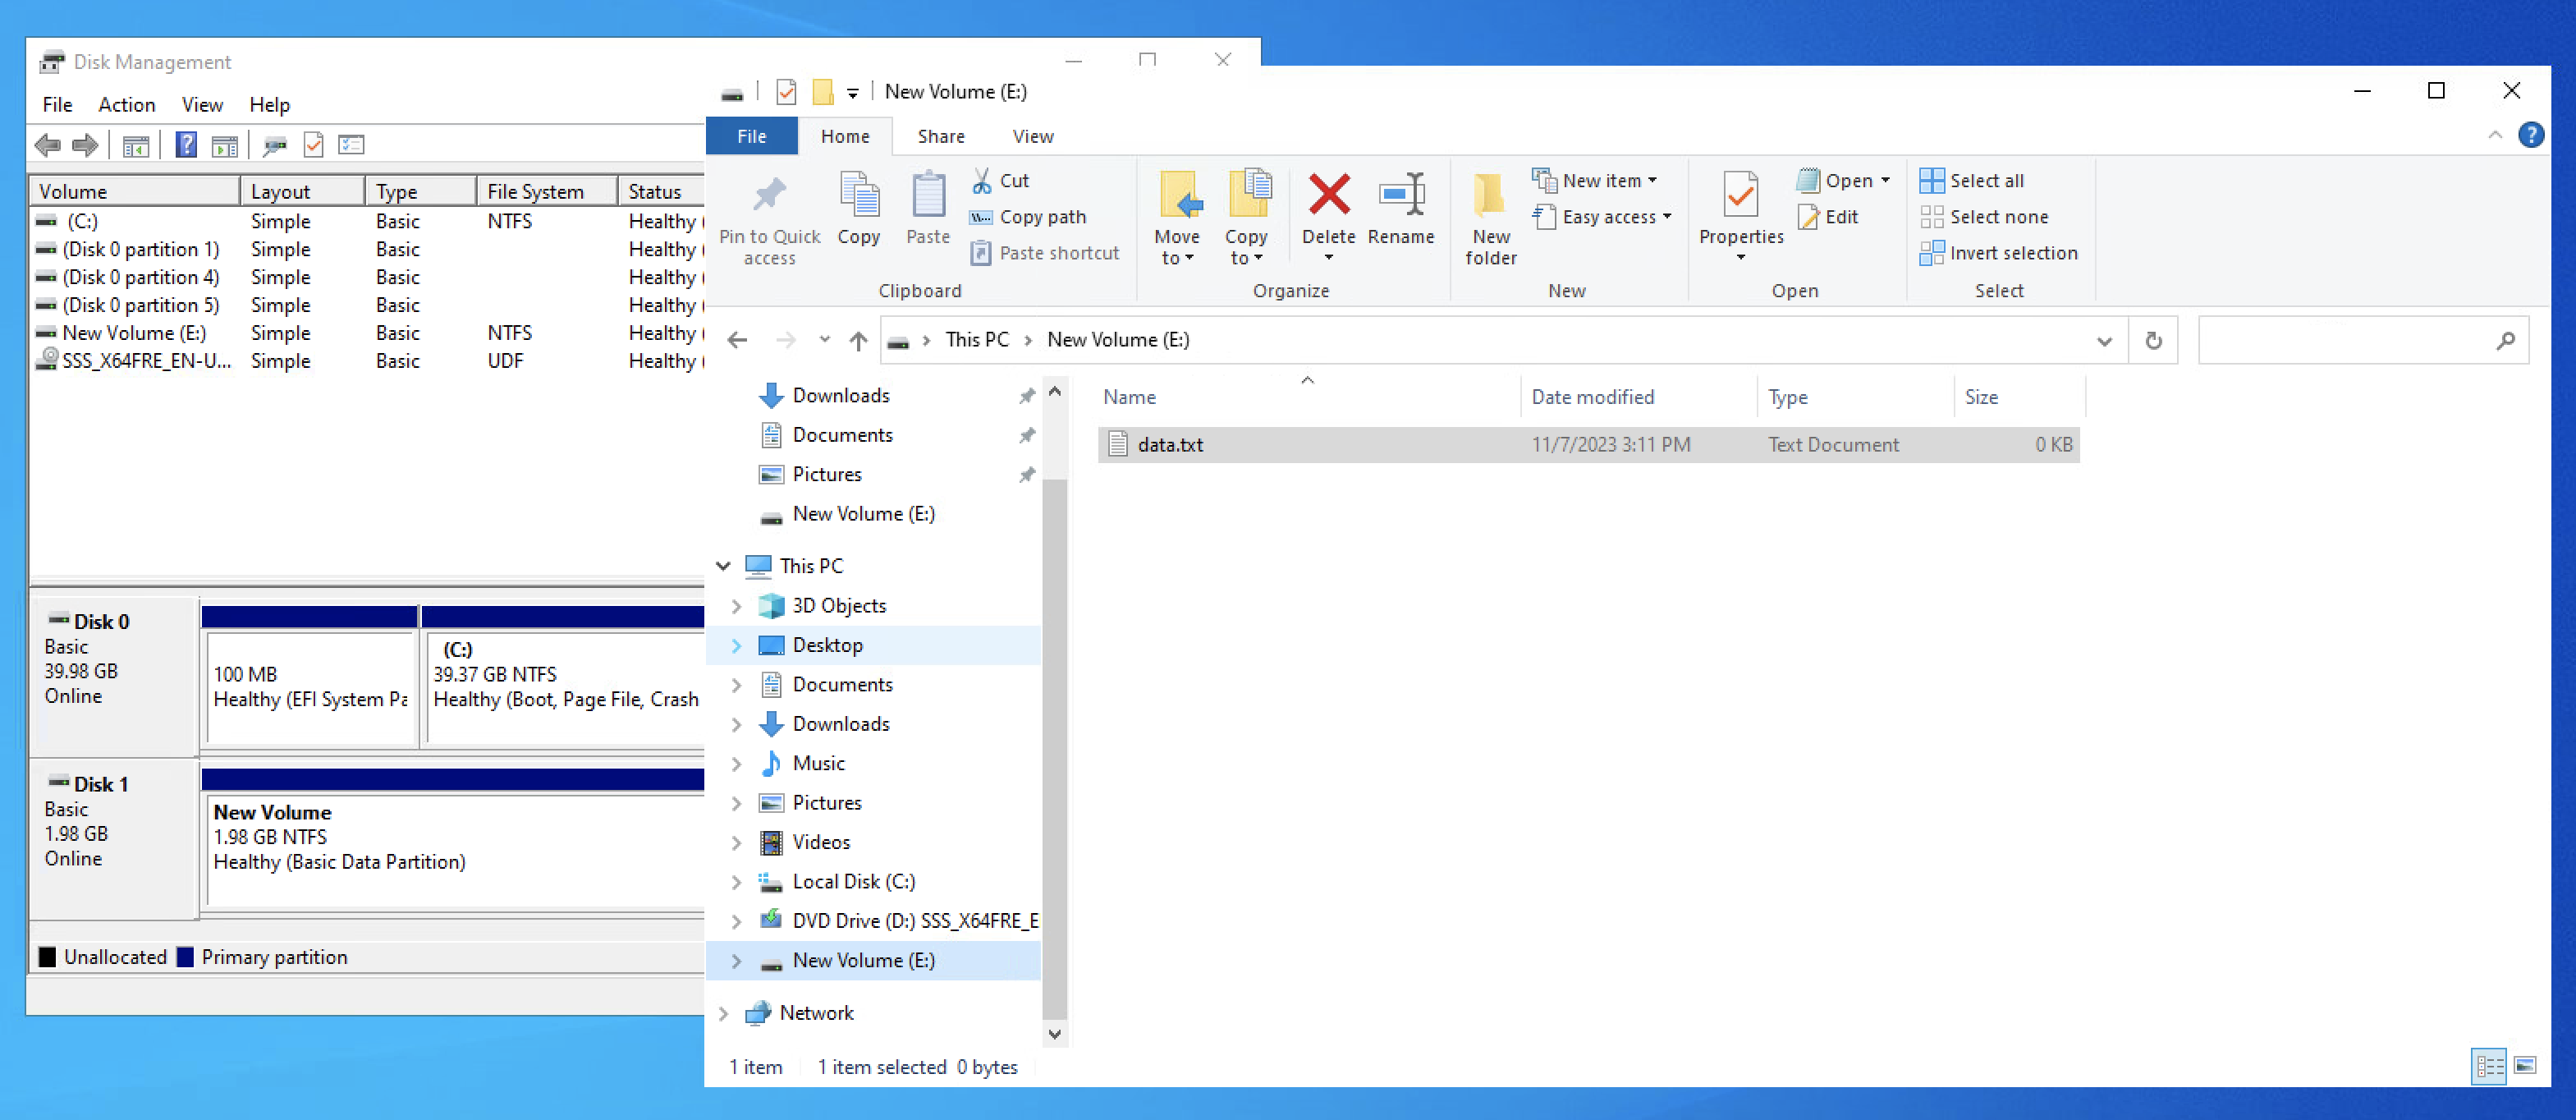 Disk Management
File Action View Help
Volume Layout Type File System Status
(C:) Simple Basic NTFS Healthy (
(Disk 0 partition 1) Simple Basic Healthy (
(Disk 0 partition 4) Simple Basic Healthy (
(Disk 0 partition 5) Simple Basic Healthy (
New Volume (E:) Simple Basic NTFS Healthy (
SSS_X64FRE_EN-U... Simple Basic UDF Healthy (
Disk 0
Basic
39.98 GB
Online
100 MB
Healthy (EFI System Pa
(C:)
39.37 GB NTFS
Healthy (Boot, Page File, Crash
Disk 1
Basic
1.98 GB
Online
New Volume
1.98 GB NTFS
Healthy (Basic Data Partition)
Unallocated Primary partition
New Volume (E:)
File Home Share View
Pin to Quick
access
Copy
Paste
Cut
Copy path
Paste shortcut
Clipboard
Move
to
Copy
to
Delete
Rename
Organize
New
folder
New item
Easy access
New
Properties
Open
Edit
Open
Select all
Select none
Invert selection
Select
This PC > New Volume (E:)
Downloads
Documents
Pictures
New Volume (E:)
This PC
3D Objects
Desktop
Documents
Downloads
Music
Pictures
Videos
Local Disk (C:)
DVD Drive (D:) SSS_X64FRE_E
New Volume (E:)
Network
Name Date modified Type Size
data.txt 11/7/2023 3:11 PM Text Document 0 KB
1 item 1 item selected 0 bytes